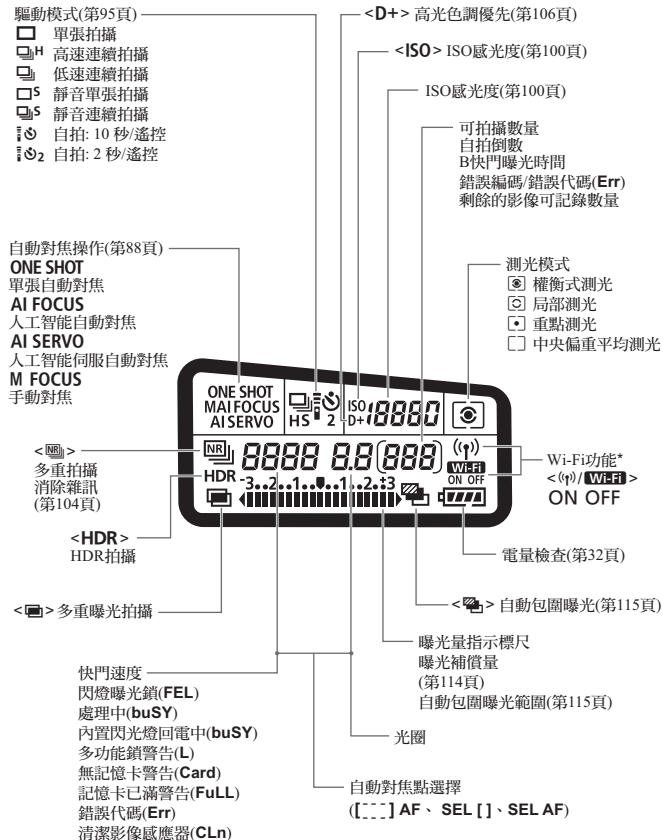 驅動模式(第95頁)
單張拍攝
H 高速連續拍攝
低速連續拍攝
S 靜音單張拍攝
S 靜音連續拍攝
自拍: 10 秒/遙控
2 自拍: 2 秒/遙控
<D+> 高光色調優先(第106頁)
<ISO> ISO感光度(第100頁)
ISO感光度(第100頁)
可拍攝數量
自拍倒數
B快門曝光時間
錯誤編碼/錯誤代碼(Err)
剩餘的影像可記錄數量
自動對焦操作(第88頁)
ONE SHOT
單張自動對焦
AI FOCUS
人工智能自動對焦
AI SERVO
人工智能伺服自動對焦
M FOCUS
手動對焦
測光模式
權衡式測光
局部測光
重點測光
中央偏重平均測光
ONE SHOT
MAI FOCUS
AI SERVO
HS 2
ISO
D+
18880
NR
8888 8.8 (888)
HDR
-3..2..1..0..1..2.+3
Wi-Fi
ON OFF
<NR>
多重拍攝
消除雜訊
(第104頁)
<HDR>
HDR拍攝
Wi-Fi功能*
</Wi-Fi>
ON OFF
電量檢查(第32頁)
< > 多重曝光拍攝
< > 自動包圍曝光(第115頁)
曝光量指示標尺
曝光補償量
(第114頁)
自動包圍曝光範圍(第115頁)
快門速度
閃燈曝光鎖(FEL)
處理中(buSY)
內置閃光燈回電中(buSY)
多功能鎖警告(L)
無記憶卡警告(Card)
記憶卡已滿警告(FuLL)
錯誤代碼(Err)
清潔影像感應器(CLn)
光圈
自動對焦點選擇
([---] AF、SEL [ ]、SEL AF)